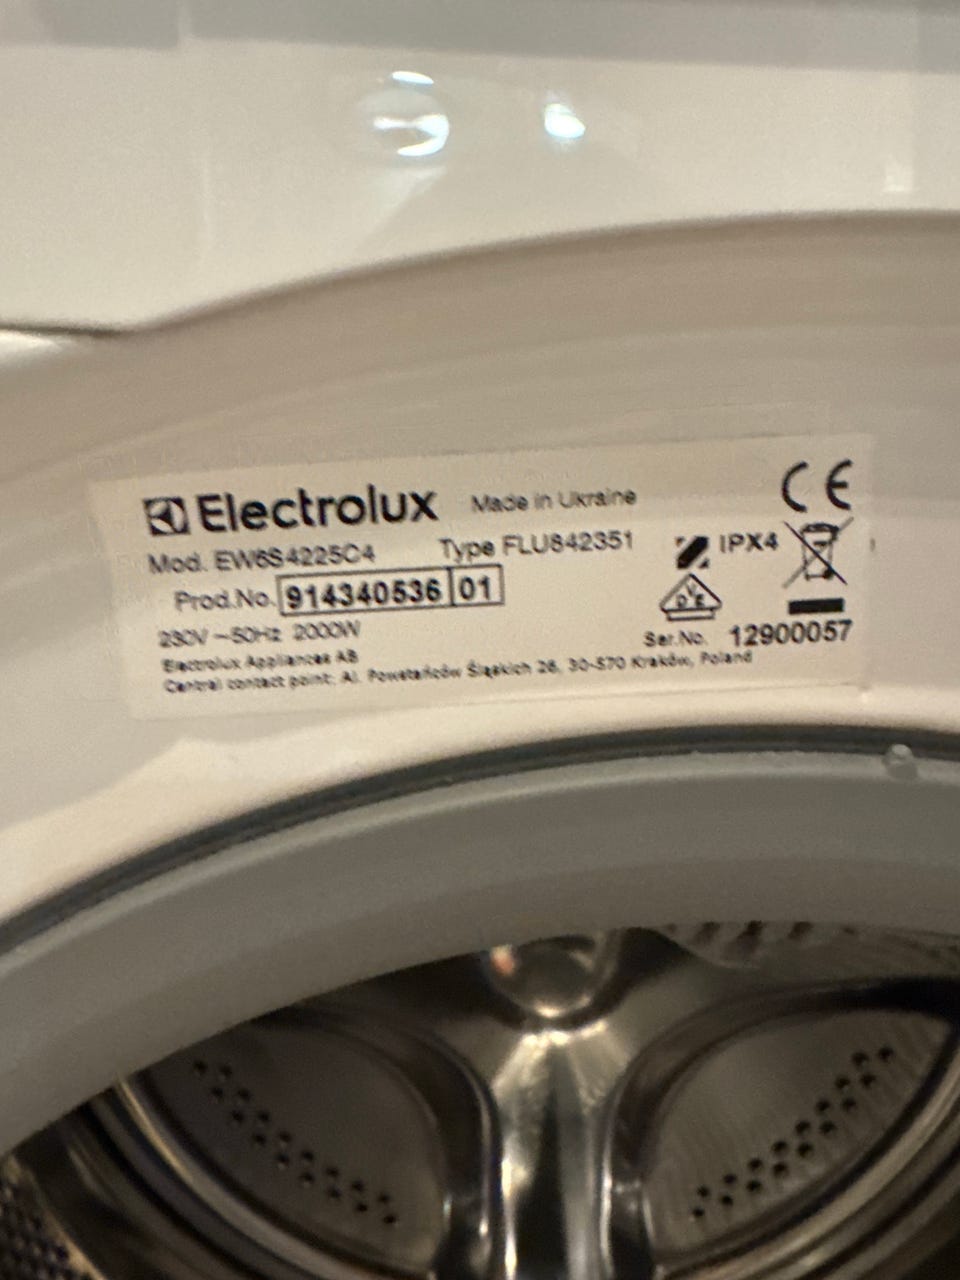 Electrolux Made in Ukraine CE
Mod. EW6S4225C4 Type FLU842351 IPX4
Prod.No. 914340536 01
230V ~50Hz 2000W
Ser.No. 12900057
Electrolux Appliances AB
Central contact point: Al. Powstańców Śląskich 26, 30-570 Kraków, Poland